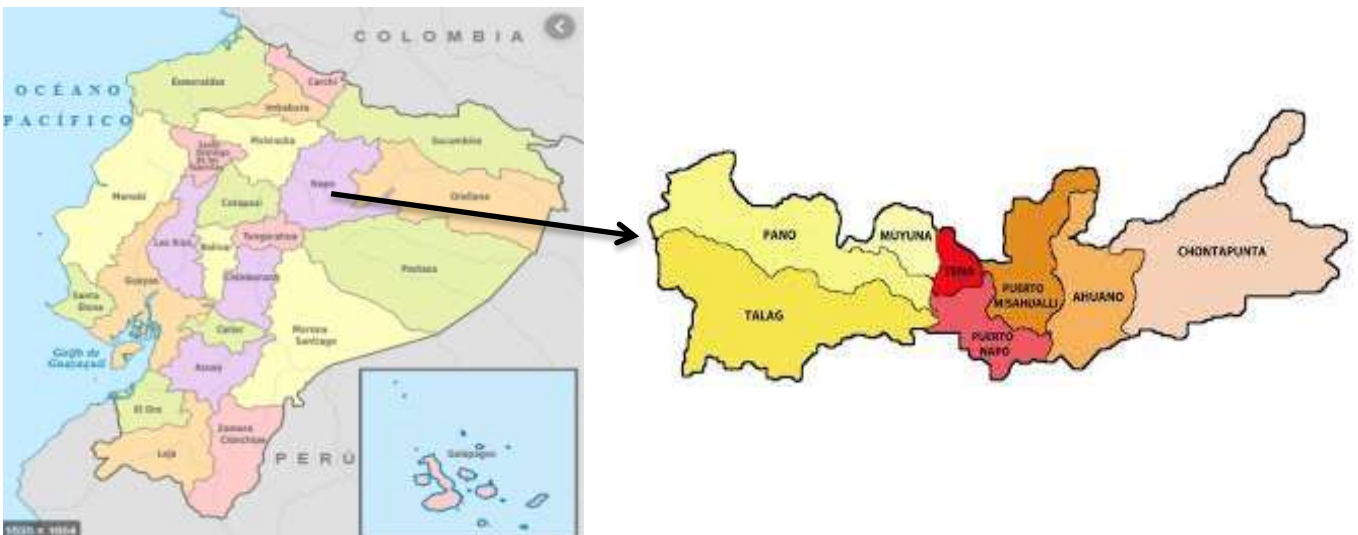 COLOMBIA
OCÉANO
PACÍFICO
Esmeraldas
Carchi
Imbabura
Sucumbíos
Pichincha
Santo
Domingo
Manabí
Napo
Orellana
Cotopaxi
Los Ríos
Bolívar
Tungurahua
Chimborazo
Pastaza
Guayas
Santa
Elena
Cañar
Morona
Santiago
Golfo de
Guayaquil
Azuay
El Oro
Zamora
Chinchipe
Loja
PERÚ
Galápagos
PANO
MUYUNA
TENA
TALAG
PUERTO
MISAHUALLI
AHUANO
CHONTAPUNTA
PUERTO
NAPO